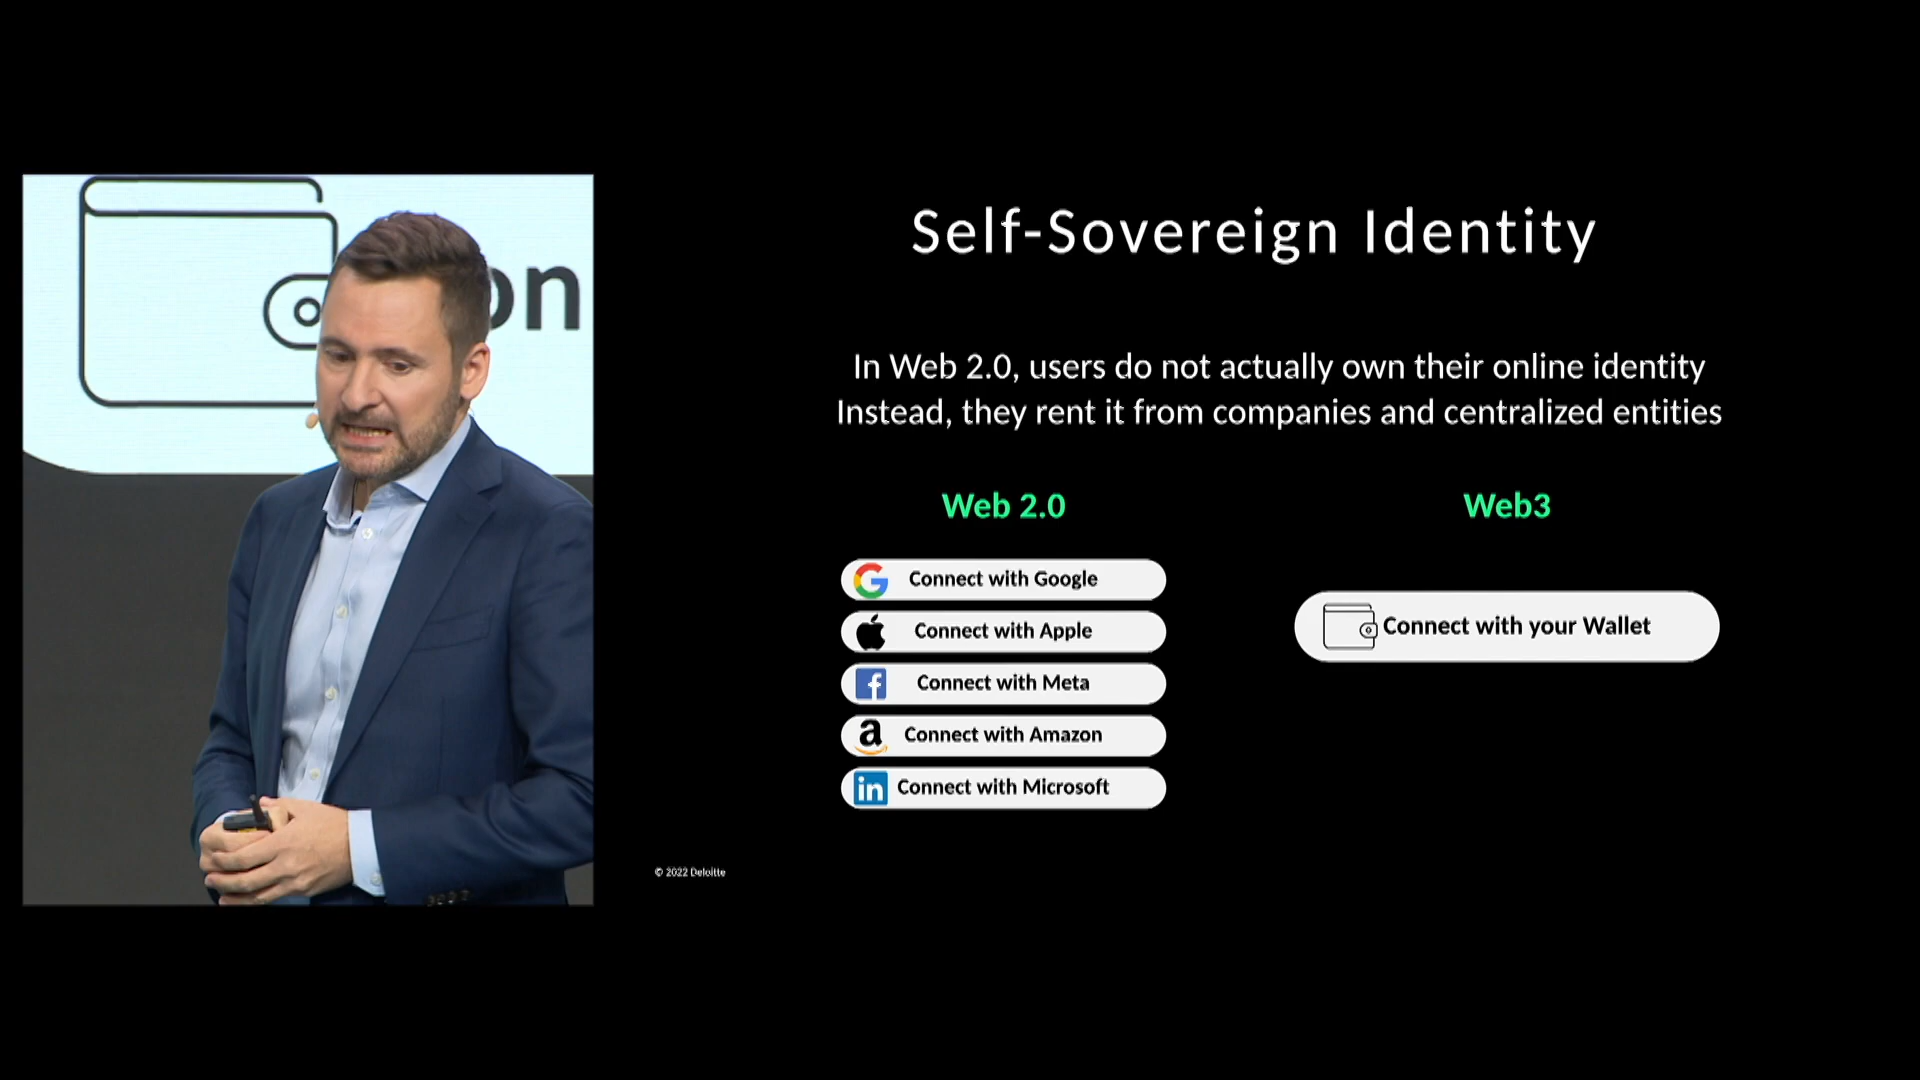 on
Self-Sovereign Identity
In Web 2.0, users do not actually own their online identity
Instead, they rent it from companies and centralized entities
Web 2.0
Connect with Google
Connect with Apple
Connect with Meta
a Connect with Amazon
in Connect with Microsoft
Web3
Connect with your Wallet
© 2022 Deloitte